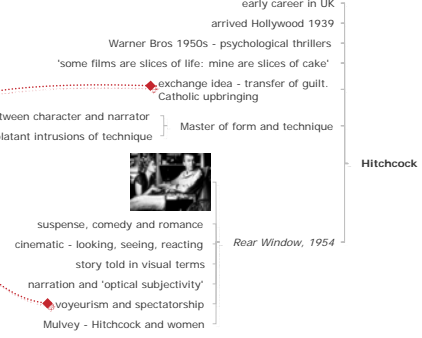 early career in UK
arrived Hollywood 1939
Warner Bros 1950s - psychological thrillers
'some films are slices of life: mine are slices of cake'
exchange idea - transfer of guilt.
Catholic upbringing
tween character and narrator
latant intrusions of technique
Master of form and technique
Hitchcock
suspense, comedy and romance
cinematic - looking, seeing, reacting
Rear Window, 1954
story told in visual terms
narration and 'optical subjectivity'
voyeurism and spectatorship
Mulvey - Hitchcock and women